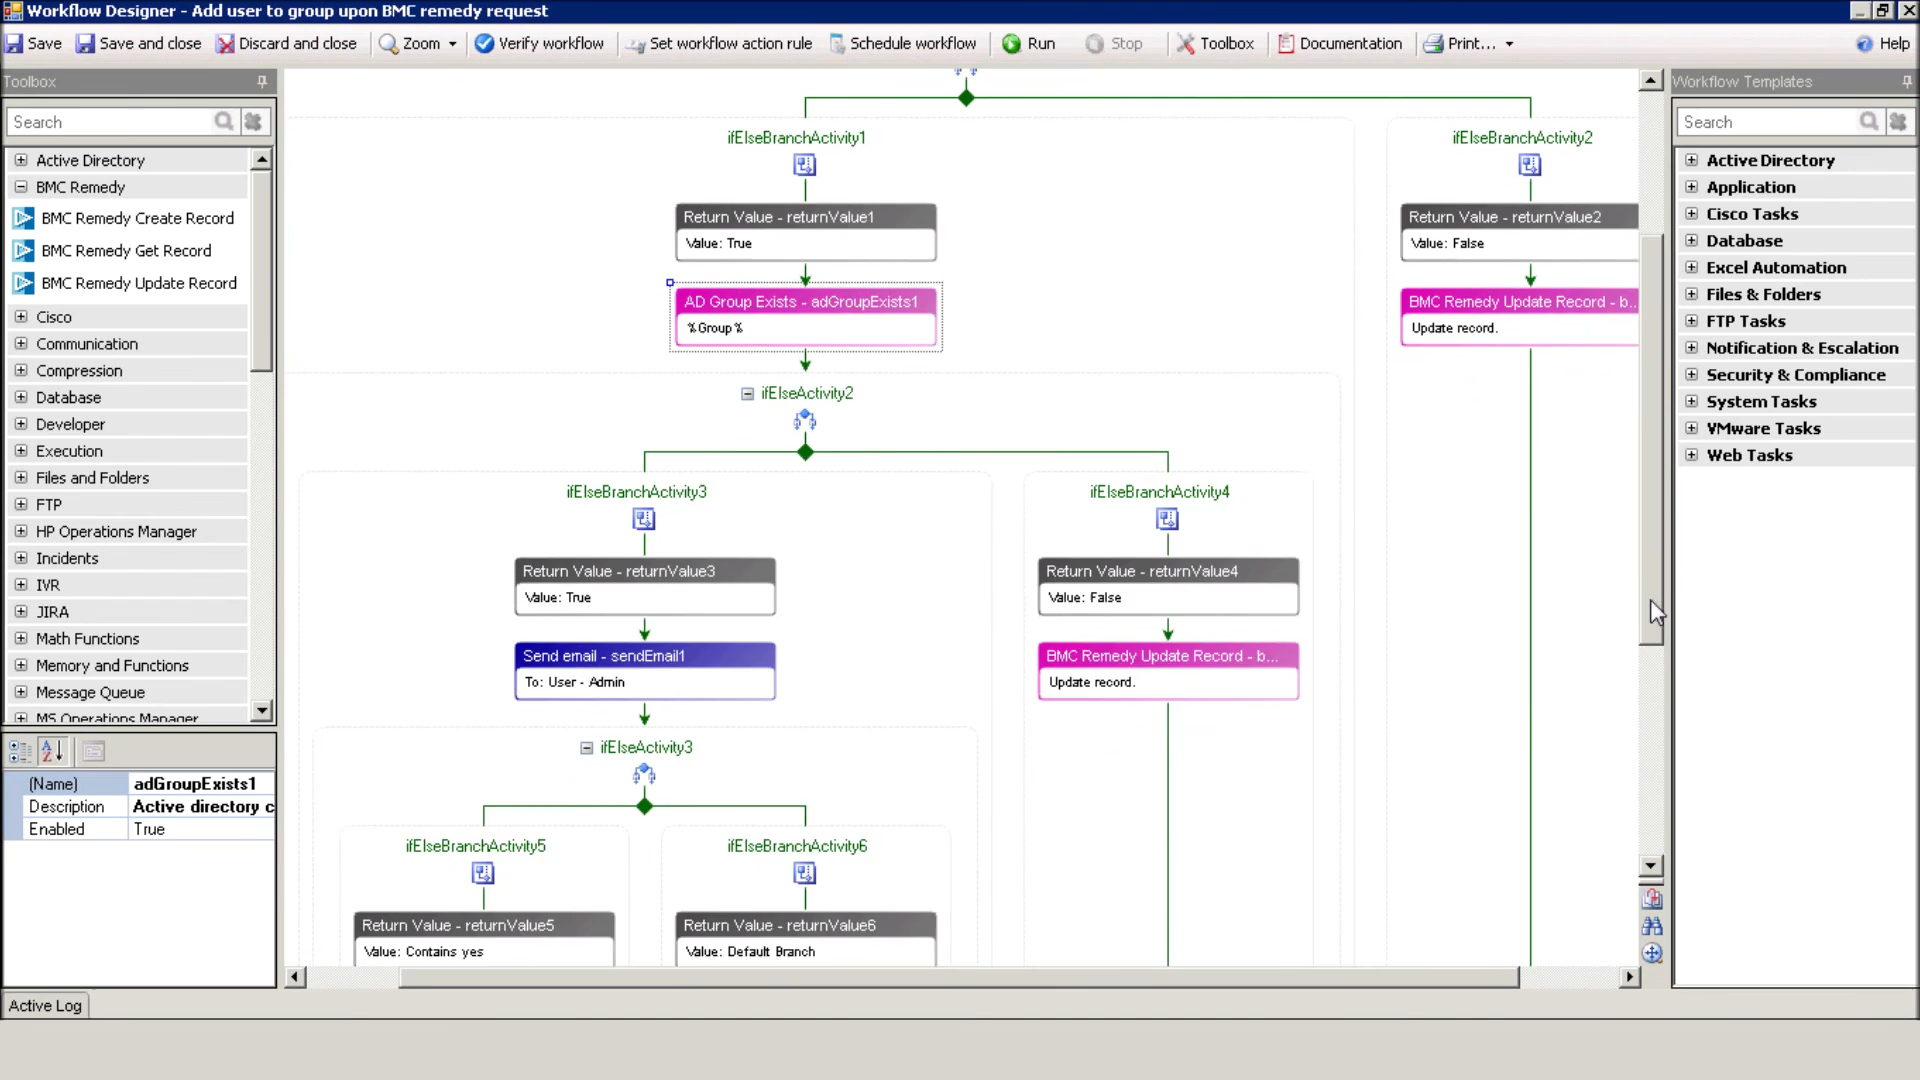 Workflow Designer - Add user to group upon BMC remedy request
Save
Save and close
Discard and close
Zoom
Verify workflow
Set workflow action rule
Schedule workflow
Run
Stop
Toolbox
Documentation
Print...
Help
Toolbox
Search
Active Directory
BMC Remedy
BMC Remedy Create Record
BMC Remedy Get Record
BMC Remedy Update Record
Cisco
Communication
Compression
Database
Developer
Execution
Files and Folders
FTP
HP Operations Manager
Incidents
IVR
JIRA
Math Functions
Memory and Functions
Message Queue
MS Operations Manager
(Name) adGroupExists1
Description Active directory c
Enabled True
Active Log
ifElseBranchActivity1
Return Value - returnValue1
Value: True
AD Group Exists - adGroupExists1
%Group%
ifElseActivity2
ifElseBranchActivity3
Return Value - returnValue3
Value: True
Send email - sendEmail1
To: User - Admin
ifElseActivity3
ifElseBranchActivity5
Return Value - returnValue5
Value: Contains yes
ifElseBranchActivity6
Return Value - returnValue6
Value: Default Branch
ifElseBranchActivity4
Return Value - returnValue4
Value: False
BMC Remedy Update Record - b...
Update record.
ifElseBranchActivity2
Return Value - returnValue2
Value: False
BMC Remedy Update Record - b...
Update record.
Workflow Templates
Search
Active Directory
Application
Cisco Tasks
Database
Excel Automation
Files & Folders
FTP Tasks
Notification & Escalation
Security & Compliance
System Tasks
VMware Tasks
Web Tasks